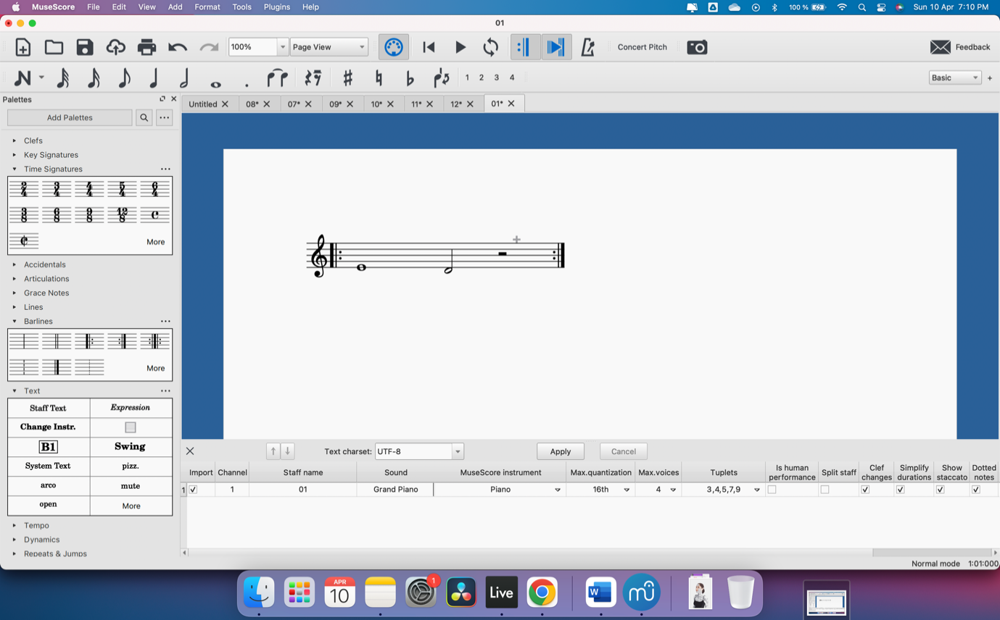 MuseScore File Edit View Add Format Tools Plugins Help 100 % Sun 10 Apr 7:10 PM
01
100% Page View Concert Pitch Feedback
1 2 3 4 Basic +
Palettes
Untitled 08* 07* 09* 10* 11* 12* 01*
Add Palettes
Clefs
Key Signatures
Time Signatures
2/4 3/4 4/4 5/4 6/4
3/8 6/8 9/8 12/8
More
Accidentals
Articulations
Grace Notes
Lines
Barlines
More
Text
Staff Text Expression
Change Instr.
B1 Swing
System Text pizz.
arco mute
open More
Tempo
Dynamics
Repeats & Jumps
Text charset: UTF-8 Apply Cancel
Import Channel Staff name Sound MuseScore instrument Max.quantization Max.voices Tuplets Is human performance Split staff Clef changes Simplify durations Show staccato Dotted notes
1 1 01 Grand Piano Piano 16th 4 3,4,5,7,9
Normal mode 1:01:000
APR
10
1
Live
W